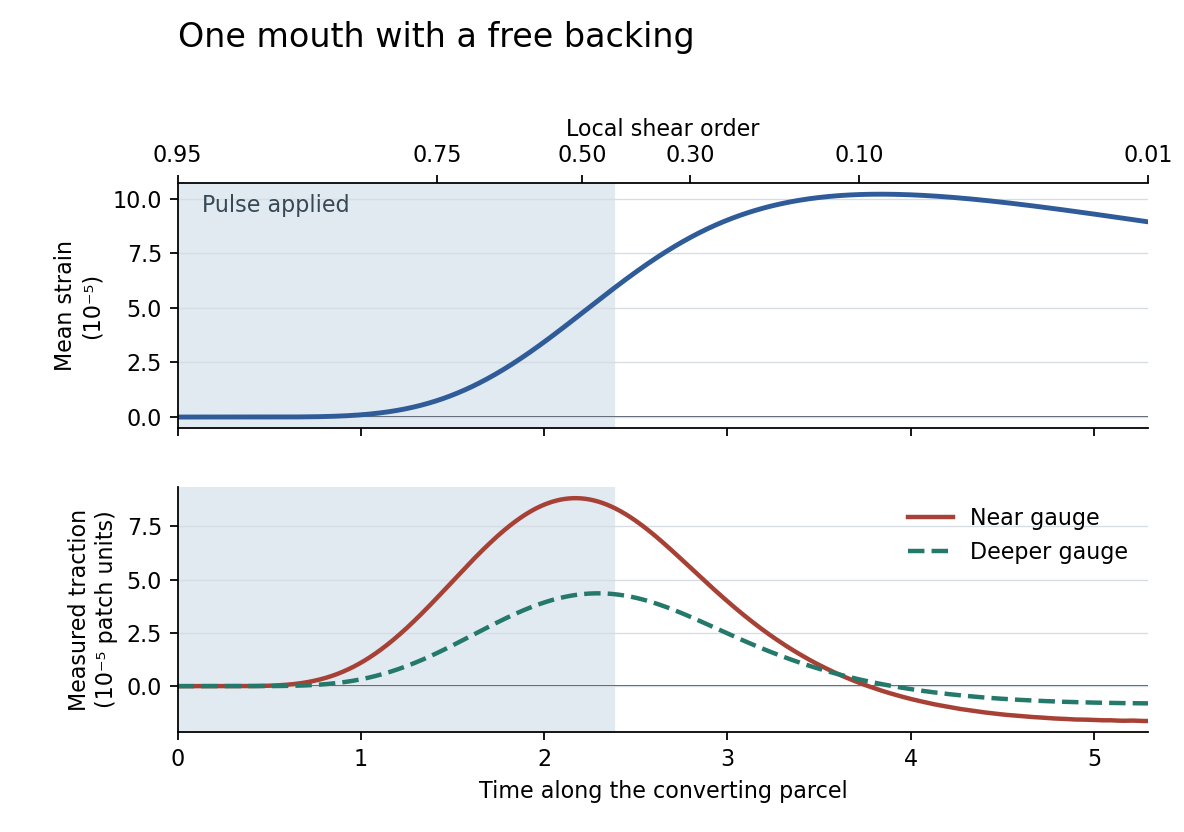 One mouth with a free backing
Local shear order
0.95 0.75 0.50 0.30 0.10 0.01
Pulse applied
Mean strain
(10⁻⁵)
10.0
7.5
5.0
2.5
0.0
Measured traction
(10⁻⁵ patch units)
7.5
5.0
2.5
0.0
Near gauge
Deeper gauge
0 1 2 3 4 5
Time along the converting parcel